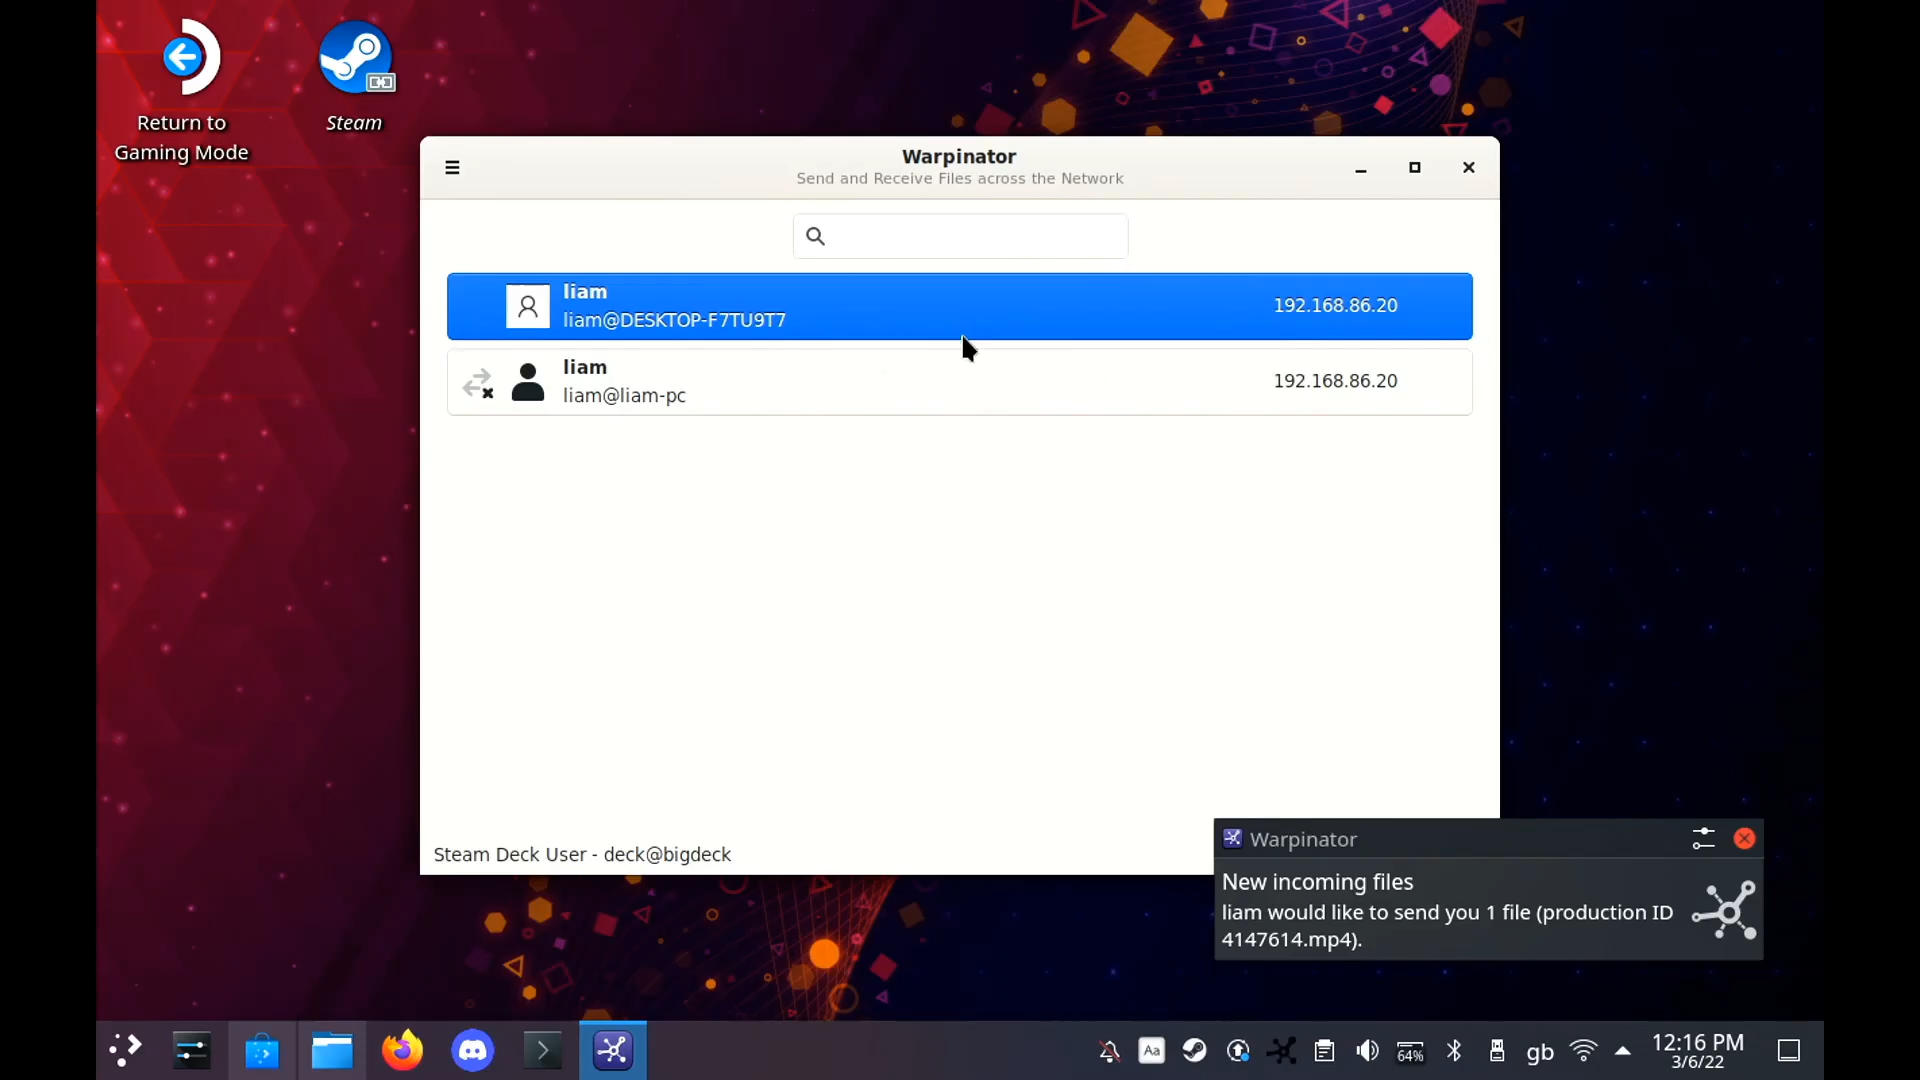 Return to
Gaming Mode
Steam
Warpinator
Send and Receive Files across the Network
liam
liam@DESKTOP-F7TU9T7
192.168.86.20
liam
liam@liam-pc
192.168.86.20
Steam Deck User - deck@bigdeck
Warpinator
New incoming files
liam would like to send you 1 file (production ID
4147614.mp4).
Aa
64%
gb
12:16 PM
3/6/22